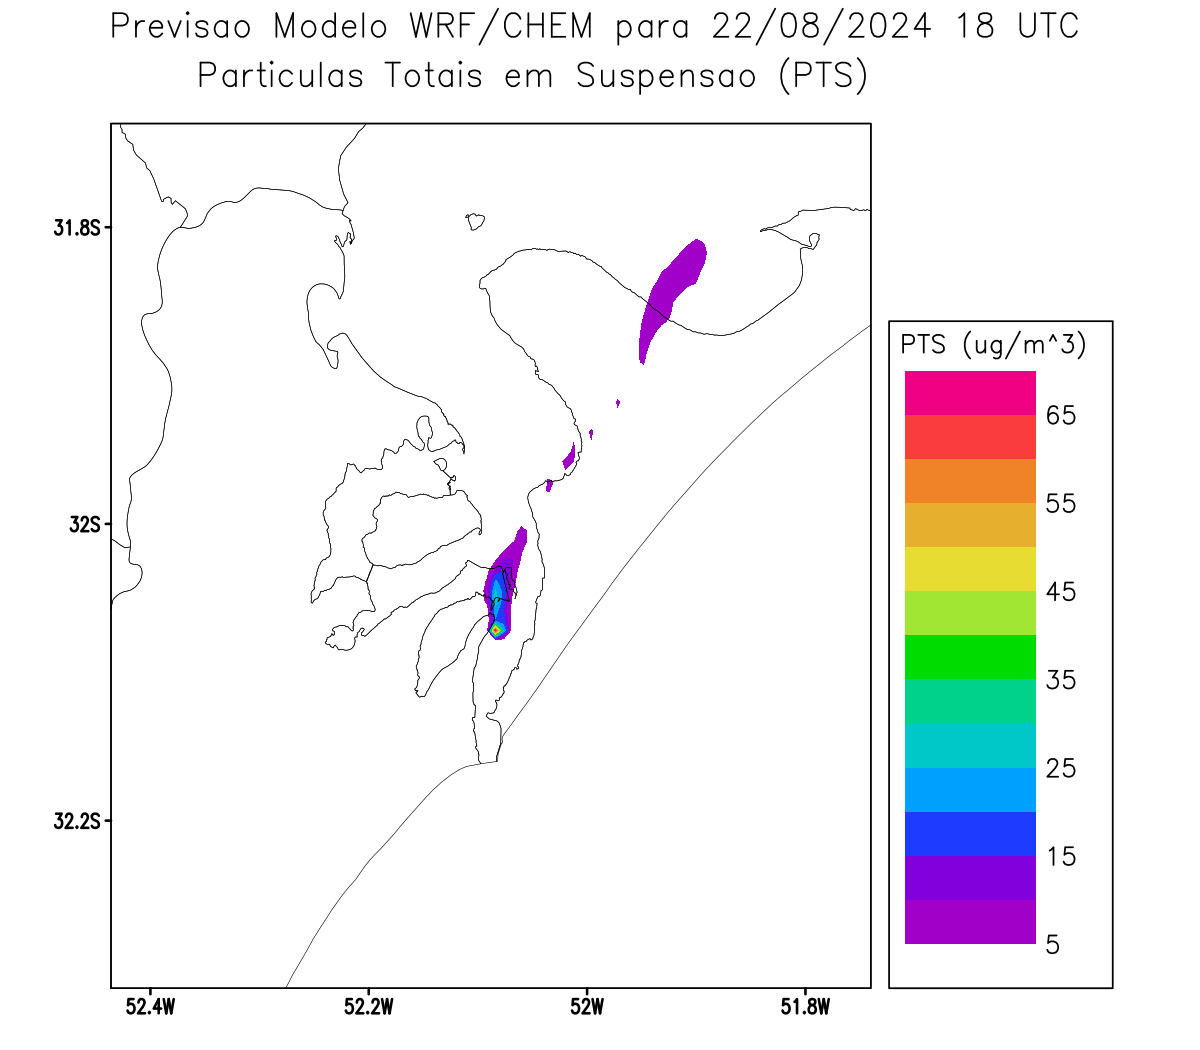 Previsao Modelo WRF/CHEM para 22/08/2024 18 UTC
Particulas Totais em Suspensao (PTS)
31.8S
32S
32.2S
52.4W
52.2W
52W
51.8W
PTS (ug/m^3)
65
55
45
35
25
15
5